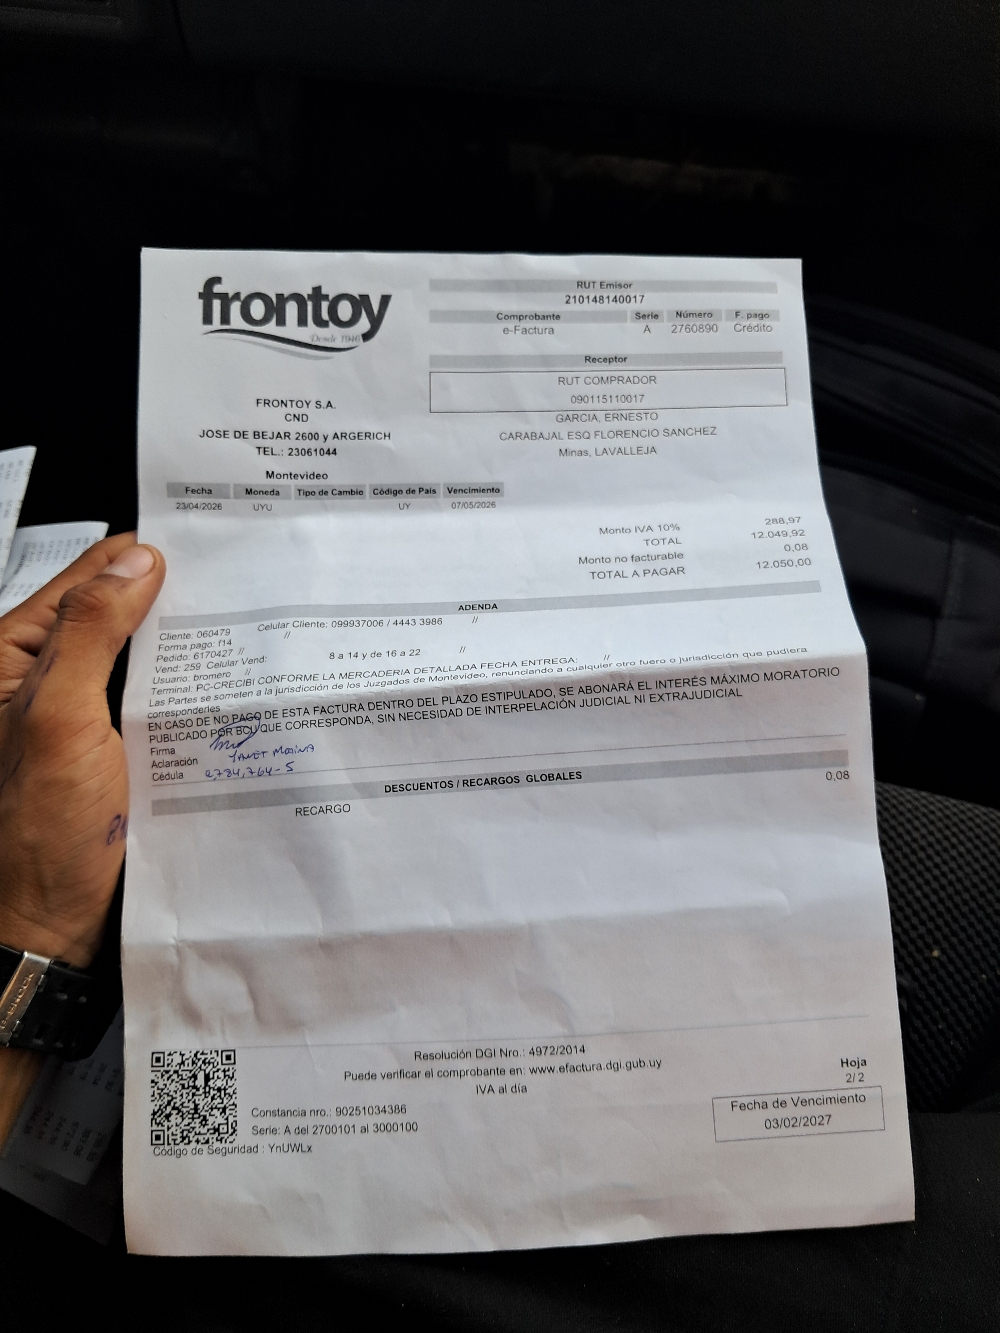 frontoy
Desde 1946
RUT Emisor
210148140017
Comprobante Serie Número F. pago
e-Factura A 2760890 Crédito
Receptor
RUT COMPRADOR
090115110017
GARCIA, ERNESTO
CARABAJAL ESQ FLORENCIO SANCHEZ
Minas, LAVALLEJA
FRONTOY S.A.
CND
JOSE DE BEJAR 2600 y ARGERICH
TEL.: 23061044
Montevideo
Fecha Moneda Tipo de Cambio Código de País Vencimiento
23/04/2026 UYU UY 07/05/2026
Monto IVA 10% 288,97
TOTAL 12.049,92
Monto no facturable 0,08
TOTAL A PAGAR 12.050,00
ADENDA
Cliente: 060479 Celular Cliente: 099937006 / 4443 3986 //
Forma pago: f14 //
Pedido: 6170427 //
Vend: 259 Celular Vend: 8 a 14 y de 16 a 22 //
Usuario: bromero //
Terminal: PC-CRECIBI CONFORME LA MERCADERIA DETALLADA FECHA ENTREGA: //
Las Partes se someten a la jurisdicción de los Juzgados de Montevideo, renunciando a cualquier otro fuero o jurisdicción que pudiera
corresponderles
EN CASO DE NO PAGO DE ESTA FACTURA DENTRO DEL PLAZO ESTIPULADO, SE ABONARÁ EL INTERÉS MÁXIMO MORATORIO
PUBLICADO POR BCU QUE CORRESPONDA, SIN NECESIDAD DE INTERPELACIÓN JUDICIAL NI EXTRAJUDICIAL
Firma
Aclaración Yanet Molina
Cédula 2.784.764-5
DESCUENTOS / RECARGOS GLOBALES
RECARGO 0,08
Resolución DGI Nro.: 4972/2014
Puede verificar el comprobante en: www.efactura.dgi.gub.uy
IVA al día
Constancia nro.: 90251034386
Serie: A del 2700101 al 3000100
Código de Seguridad : YnUWLx
Hoja
2/2
Fecha de Vencimiento
03/02/2027